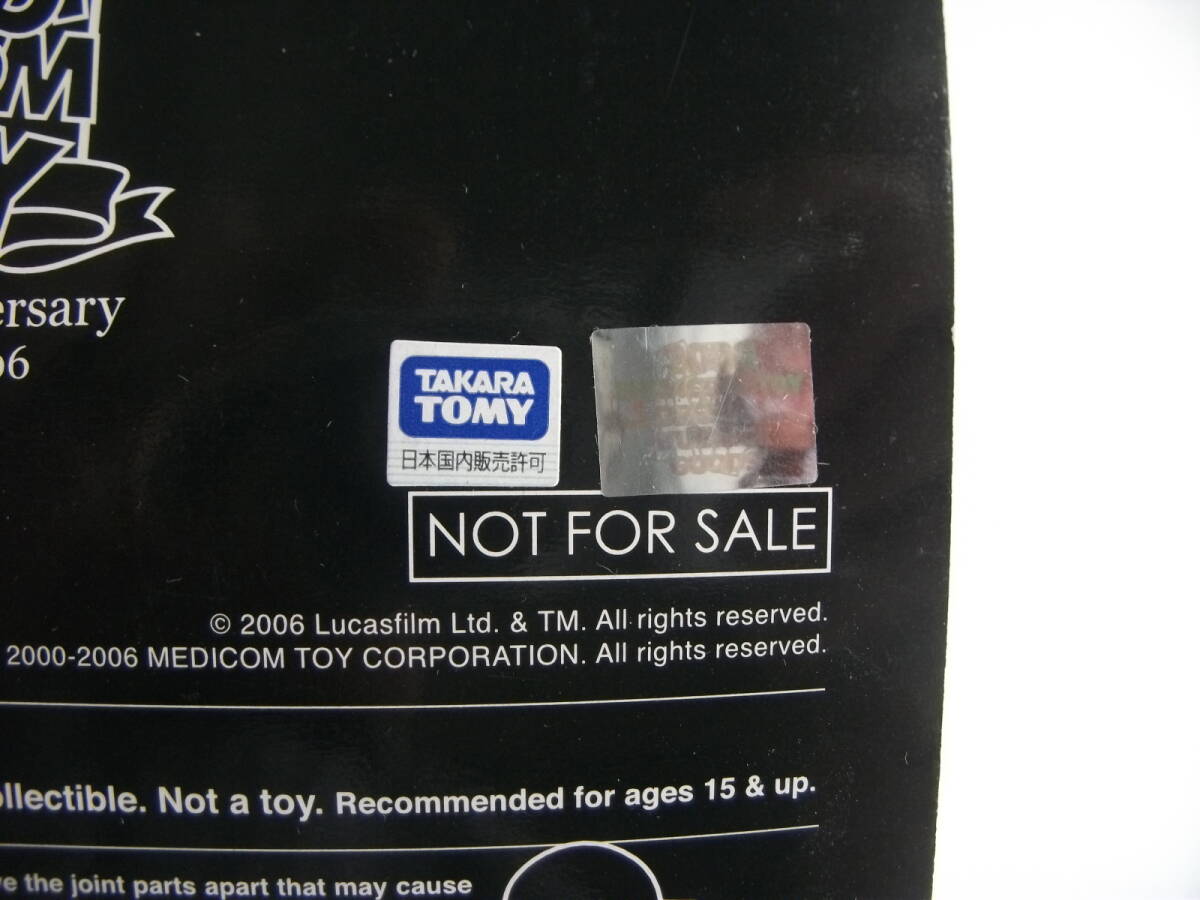 ersary
06
TAKARA
TOMY
日本国内販売許可
NOT FOR SALE
© 2006 Lucasfilm Ltd. & TM. All rights reserved.
2000-2006 MEDICOM TOY CORPORATION. All rights reserved.
ollectible. Not a toy. Recommended for ages 15 & up.
ve the joint parts apart that may cause